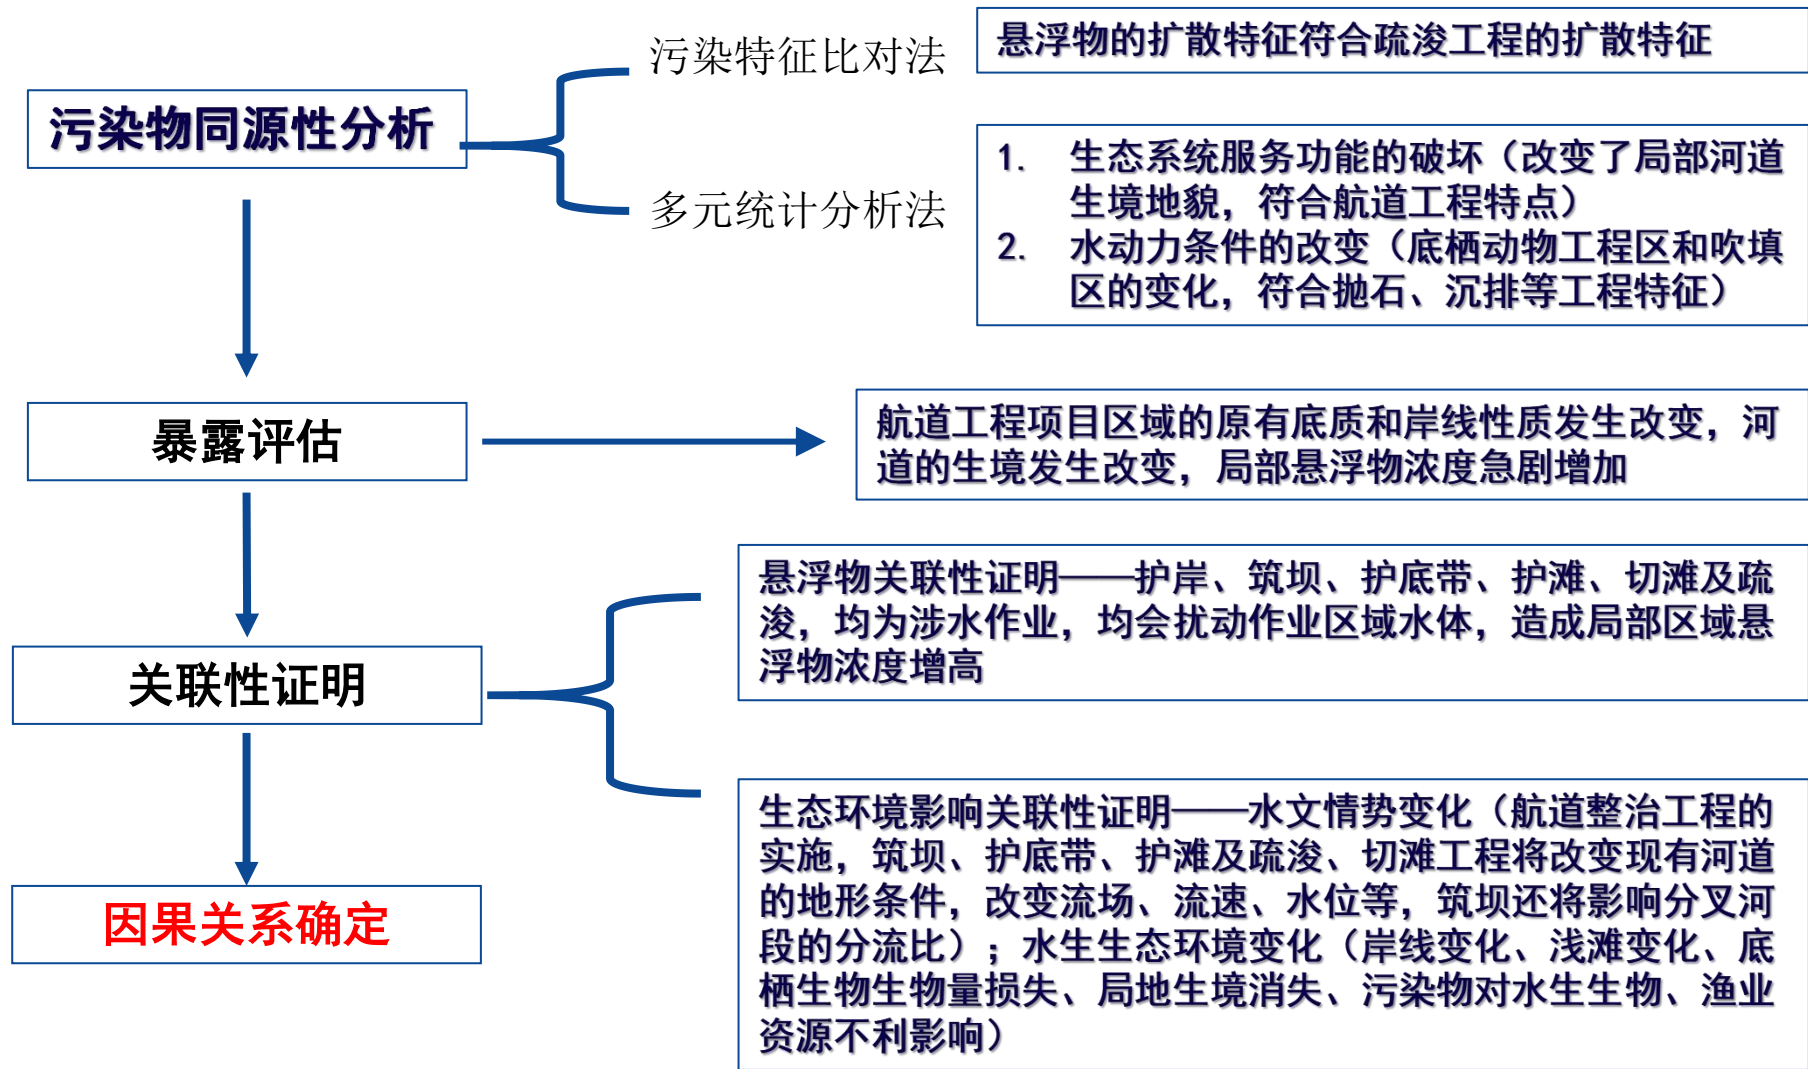 污染特征比对法
悬浮物的扩散特征符合疏浚工程的扩散特征
污染物同源性分析
多元统计分析法
1. 生态系统服务功能的破坏（改变了局部河道
生境地貌，符合航道工程特点）
2. 水动力条件的改变（底栖动物工程区和吹填
区的变化，符合抛石、沉排等工程特征）
暴露评估
航道工程项目区域的原有底质和岸线性质发生改变，河
道的生境发生改变，局部悬浮物浓度急剧增加
关联性证明
悬浮物关联性证明——护岸、筑坝、护底带、护滩、切滩及疏
浚，均为涉水作业，均会扰动作业区域水体，造成局部区域悬
浮物浓度增高
生态环境影响关联性证明——水文情势变化（航道整治工程的
实施，筑坝、护底带、护滩及疏浚、切滩工程将改变现有河道
的地形条件，改变流场、流速、水位等，筑坝还将影响分叉河
段的分流比）；水生生态环境变化（岸线变化、浅滩变化、底
栖生物生物量损失、局地生境消失、污染物对水生生物、渔业
资源不利影响）
因果关系确定